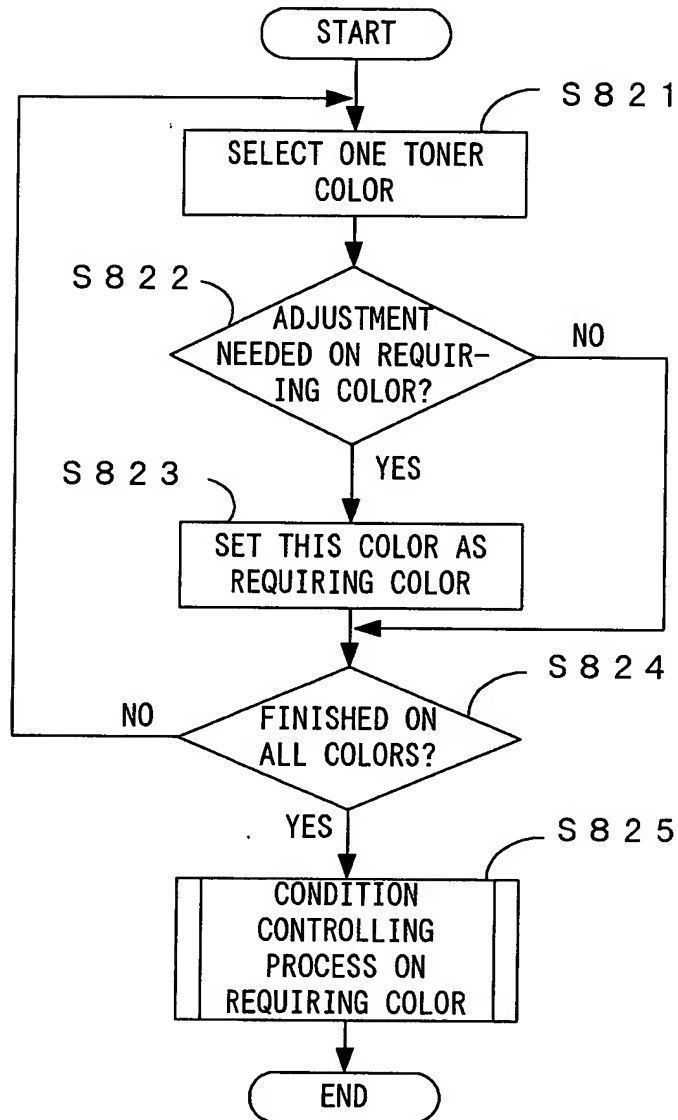 START
S821
SELECT ONE TONER
COLOR
S822
ADJUSTMENT
NEEDED ON REQUIR-
ING COLOR?
NO
YES
S823
SET THIS COLOR AS
REQUIRING COLOR
S824
NO
FINISHED ON
ALL COLORS?
YES
S825
CONDITION
CONTROLLING
PROCESS ON
REQUIRING COLOR
END